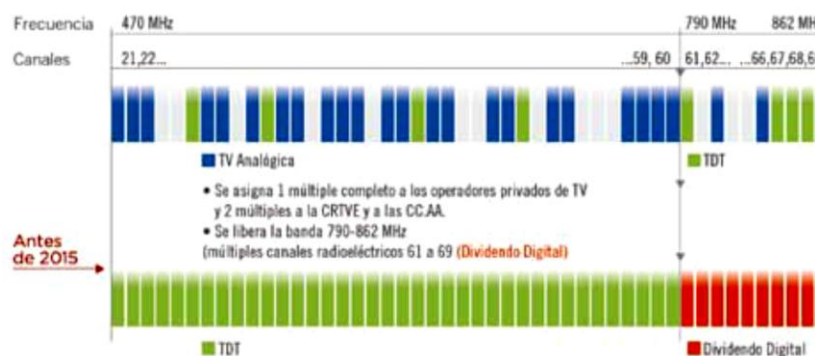 Frecuencia 470 MHz 790 MHz 862 MH
Canales 21,22... ...59, 60 61,62... ...66,67,68,6
TV Analógica TDT
• Se asigna 1 múltiple completo a los operadores privados de TV
y 2 múltiples a la CRTVE y a las CC.AA.
• Se libera la banda 790-862 MHz
(múltiples canales radioeléctricos 61 a 69 (Dividendo Digital)
Antes
de 2015
TDT Dividendo Digital